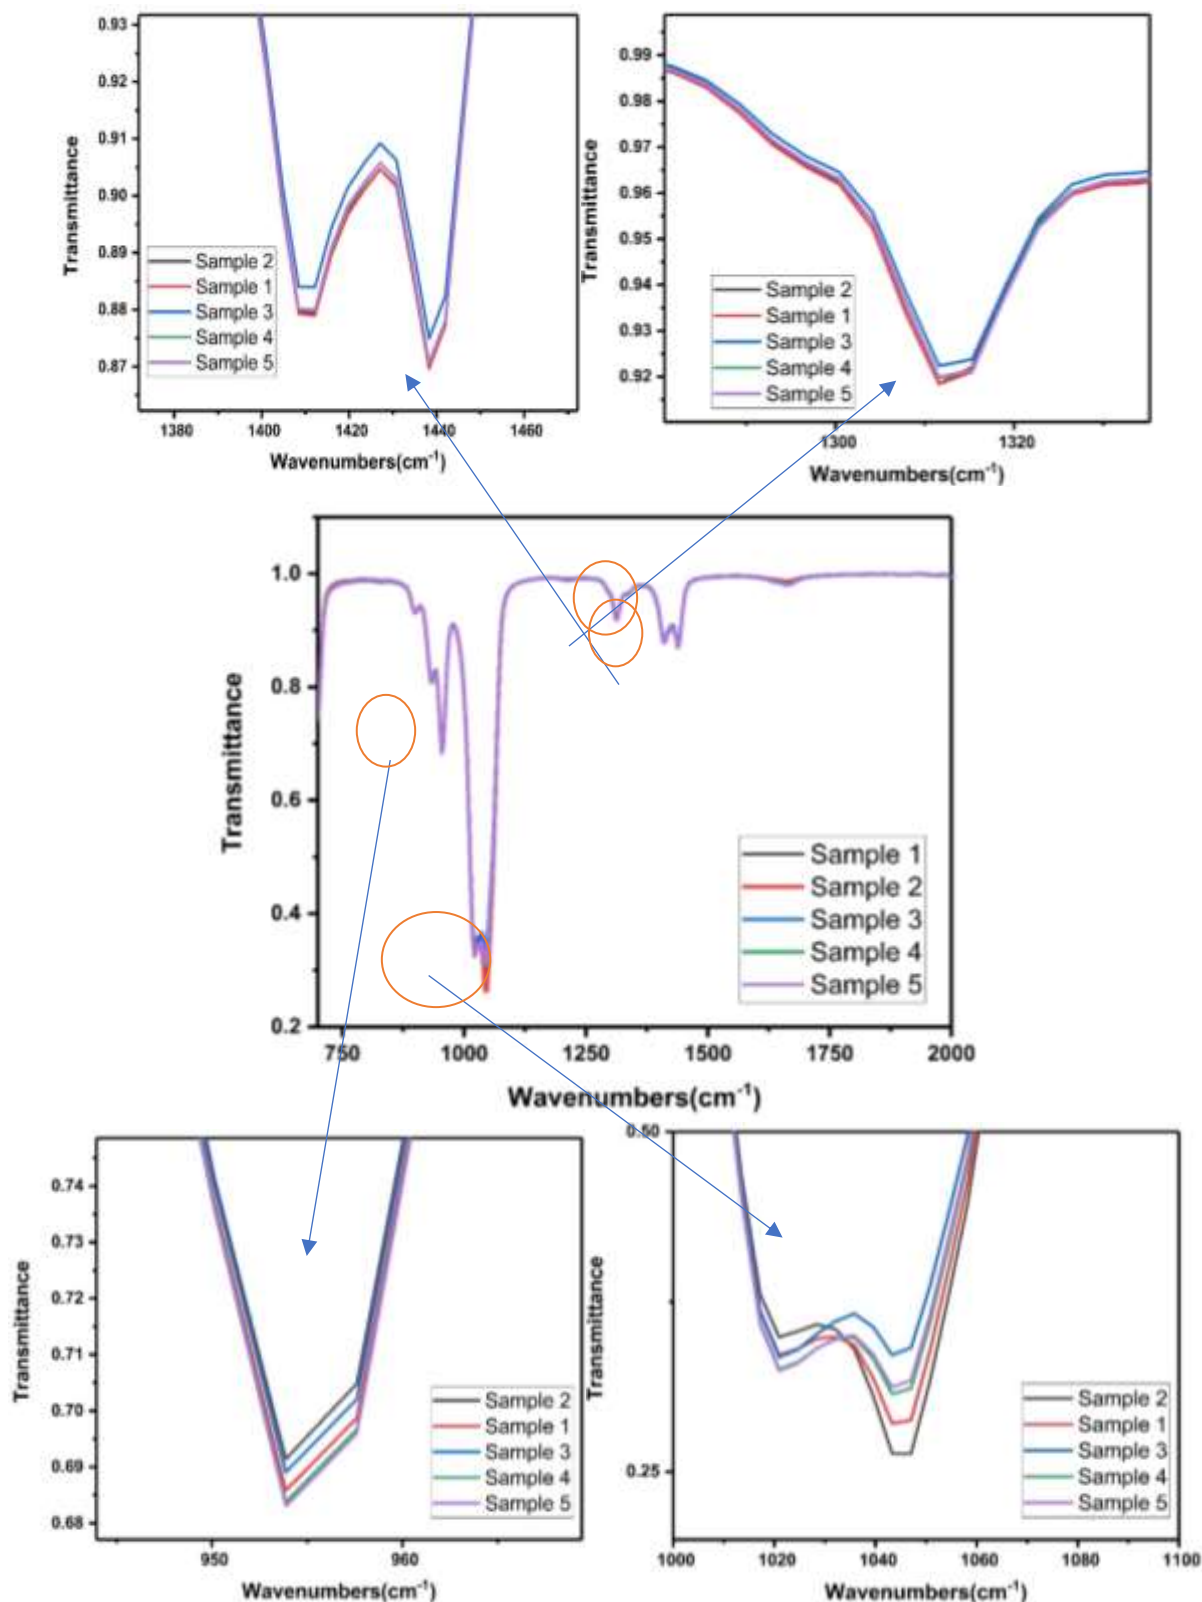 0.93
0.92
0.91
0.90
0.89
0.88
0.87
Transmittance
Sample 2
Sample 1
Sample 3
Sample 4
Sample 5
1380
1400
1420
1440
1460
Wavenumbers(cm⁻¹)
0.99
0.98
0.97
0.96
0.95
0.94
0.93
0.92
Transmittance
Sample 2
Sample 1
Sample 3
Sample 4
Sample 5
1300
1320
Wavenumbers(cm⁻¹)
1.0
0.8
0.6
0.4
0.2
Transmittance
Sample 1
Sample 2
Sample 3
Sample 4
Sample 5
750
1000
1250
1500
1750
2000
Wavenumbers(cm⁻¹)
0.74
0.73
0.72
0.71
0.70
0.69
0.68
Transmittance
Sample 2
Sample 1
Sample 3
Sample 4
Sample 5
950
960
Wavenumbers(cm⁻¹)
0.50
0.25
Transmittance
Sample 2
Sample 1
Sample 3
Sample 4
Sample 5
1000
1020
1040
1060
1080
1100
Wavenumbers(cm⁻¹)